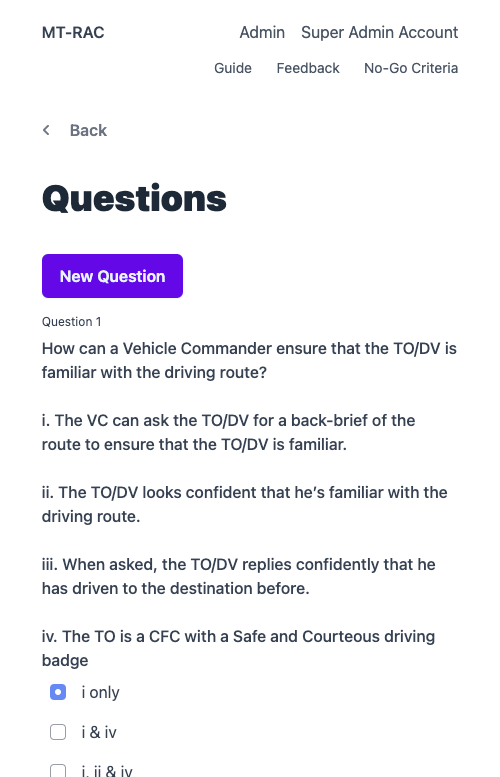 MT-RAC
Admin Super Admin Account
Guide Feedback No-Go Criteria
Back
Questions
New Question
Question 1
How can a Vehicle Commander ensure that the TO/DV is
familiar with the driving route?
i. The VC can ask the TO/DV for a back-brief of the
route to ensure that the TO/DV is familiar.
ii. The TO/DV looks confident that he’s familiar with the
driving route.
iii. When asked, the TO/DV replies confidently that he
has driven to the destination before.
iv. The TO is a CFC with a Safe and Courteous driving
badge
i only
i & iv
i, ii & iv